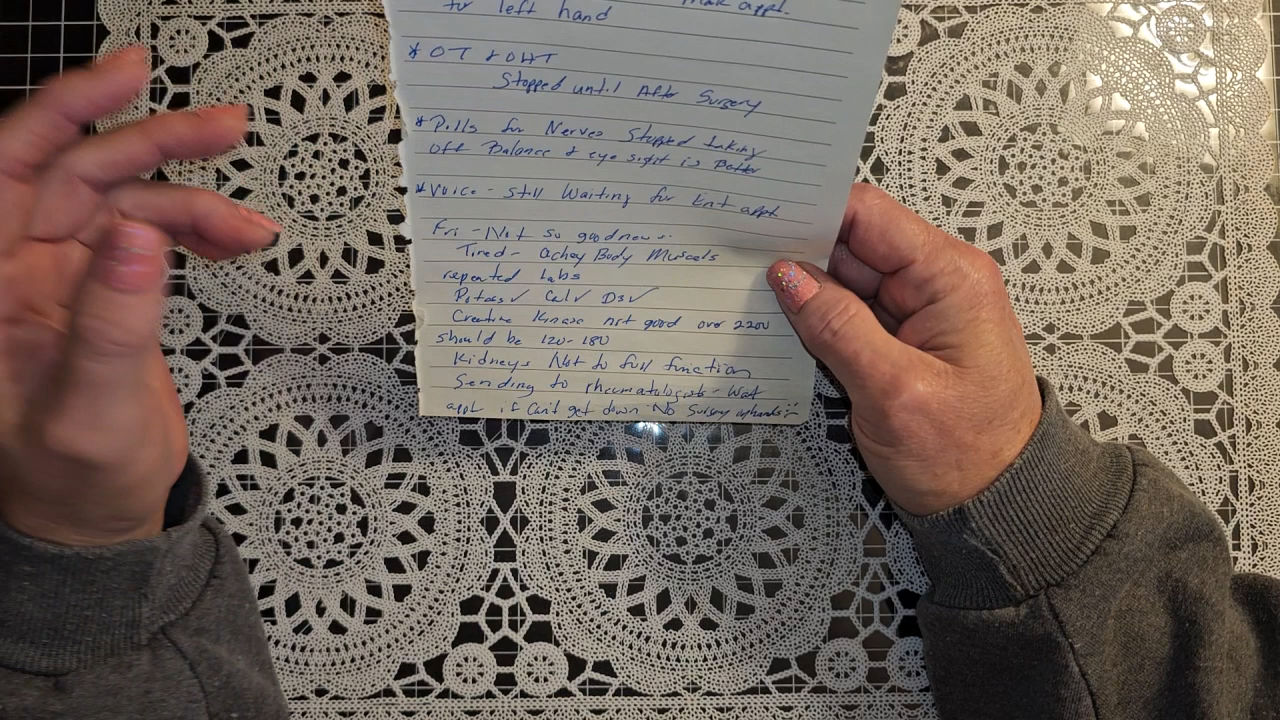 for left hand mak appt.
* OT & OHT
Stopped until After Surgery
* Pills for Nerves stopped taking
off Balance & eye sight is Better
* Voice - still Waiting for Ent appt
Fri - Not so good news..
Tired - Achey Body Muscels
repeated Labs
Potass ✓ Cal ✓ D3 ✓
Creatine Kinase not good over 2200
should be 120-180
Kidneys Not to full function
Sending to rheumatologists - Wat
appt if Can't get down No Surgery